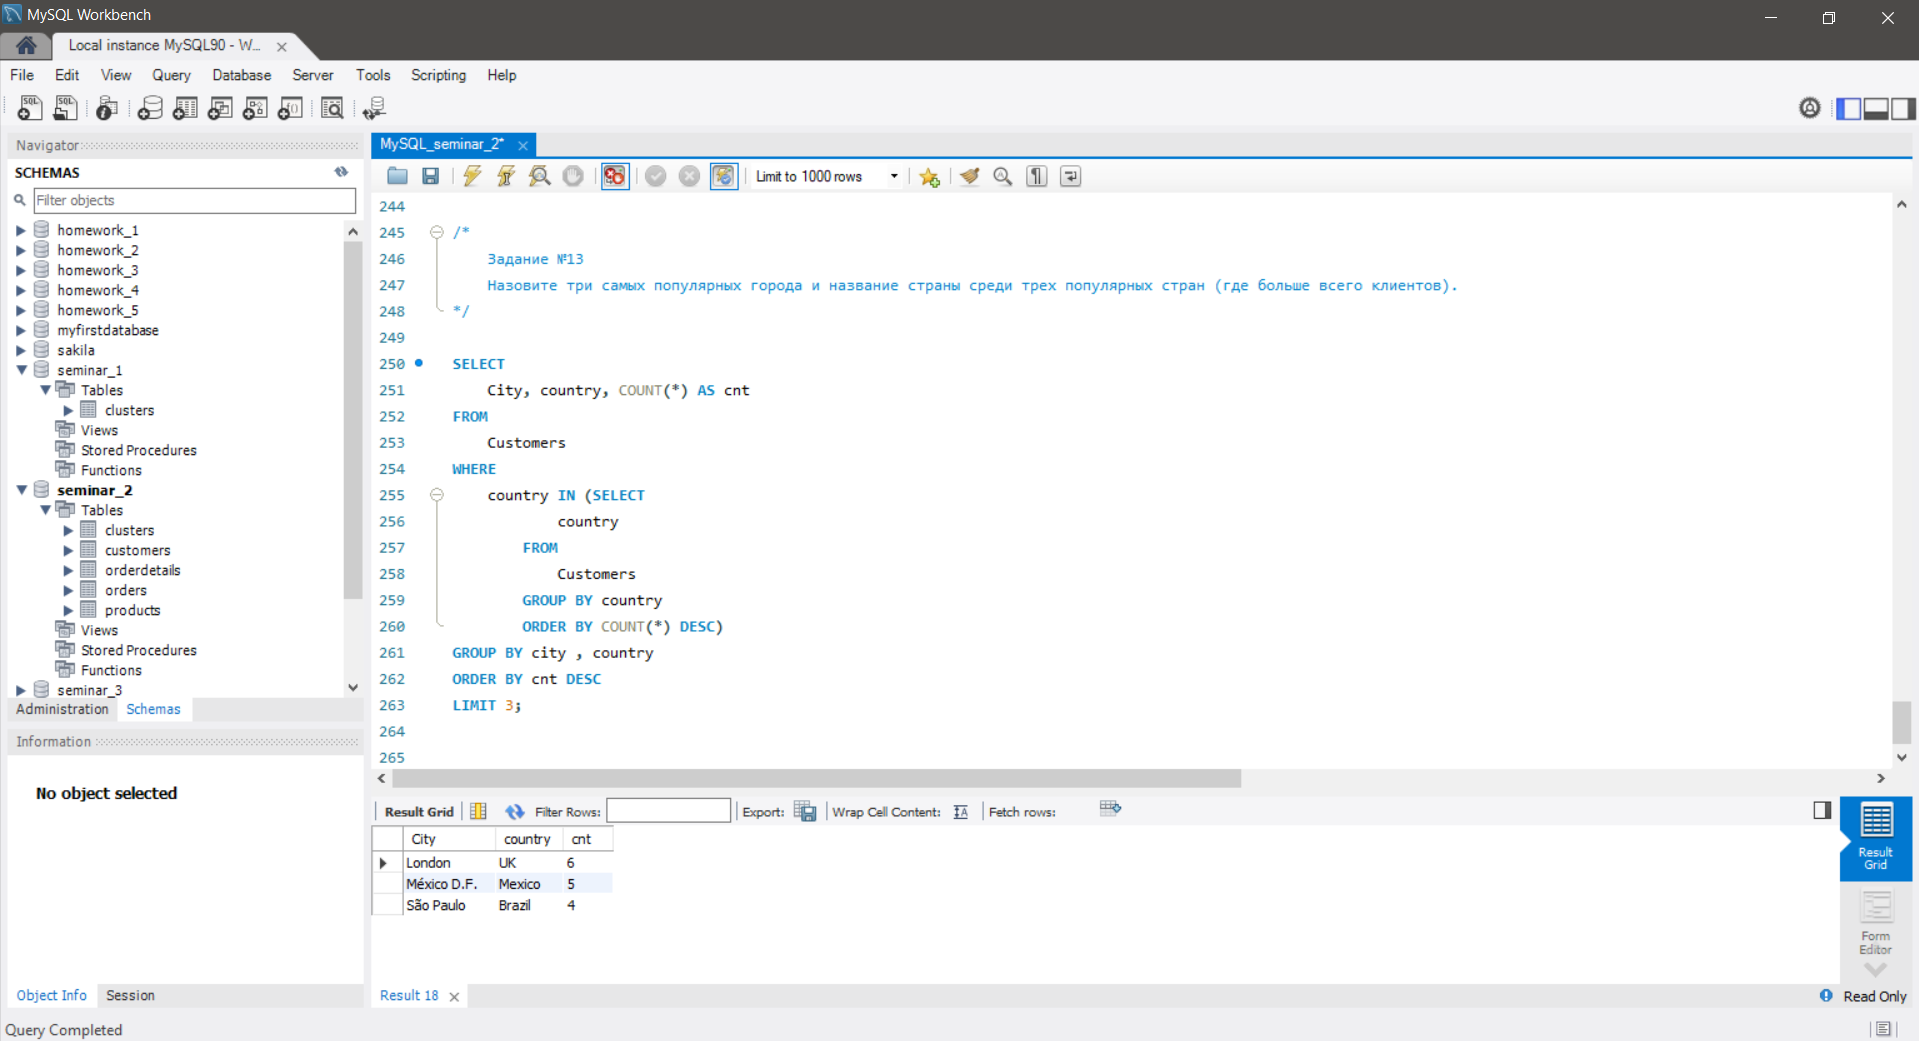 MySQL Workbench
Local instance MySQL90 - W...
File Edit View Query Database Server Tools Scripting Help
Navigator
SCHEMAS
Filter objects
homework_1
homework_2
homework_3
homework_4
homework_5
myfirstdatabase
sakila
seminar_1
Tables
clusters
Views
Stored Procedures
Functions
seminar_2
Tables
clusters
customers
orderdetails
orders
products
Views
Stored Procedures
Functions
seminar_3
Administration Schemas
Information
No object selected
Object Info Session
Query Completed
MySQL_seminar_2*
Limit to 1000 rows
244
245 /*
246 Задание №13
247 Назовите три самых популярных города и название страны среди трех популярных стран (где больше всего клиентов).
248 */
249
250 SELECT
251 City, country, COUNT(*) AS cnt
252 FROM
253 Customers
254 WHERE
255 country IN (SELECT
256 country
257 FROM
258 Customers
259 GROUP BY country
260 ORDER BY COUNT(*) DESC)
261 GROUP BY city , country
262 ORDER BY cnt DESC
263 LIMIT 3;
264
265
Result Grid Filter Rows: Export: Wrap Cell Content: Fetch rows:
City country cnt
London UK 6
México D.F. Mexico 5
São Paulo Brazil 4
Result Grid
Form Editor
Result 18
Read Only